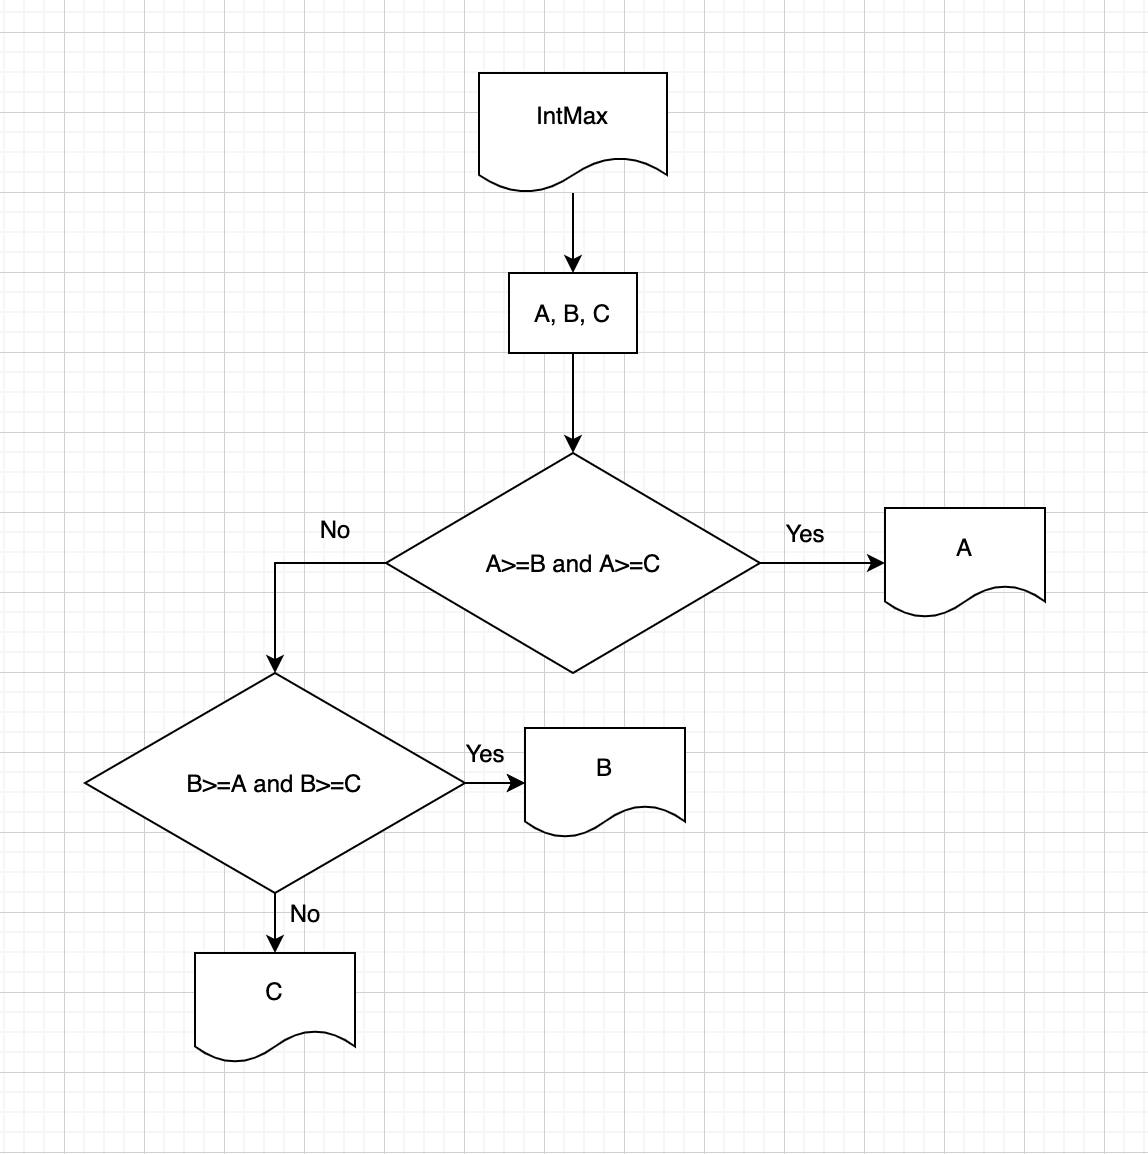 IntMax
A, B, C
No
A>=B and A>=C
Yes
A
B>=A and B>=C
Yes
B
No
C